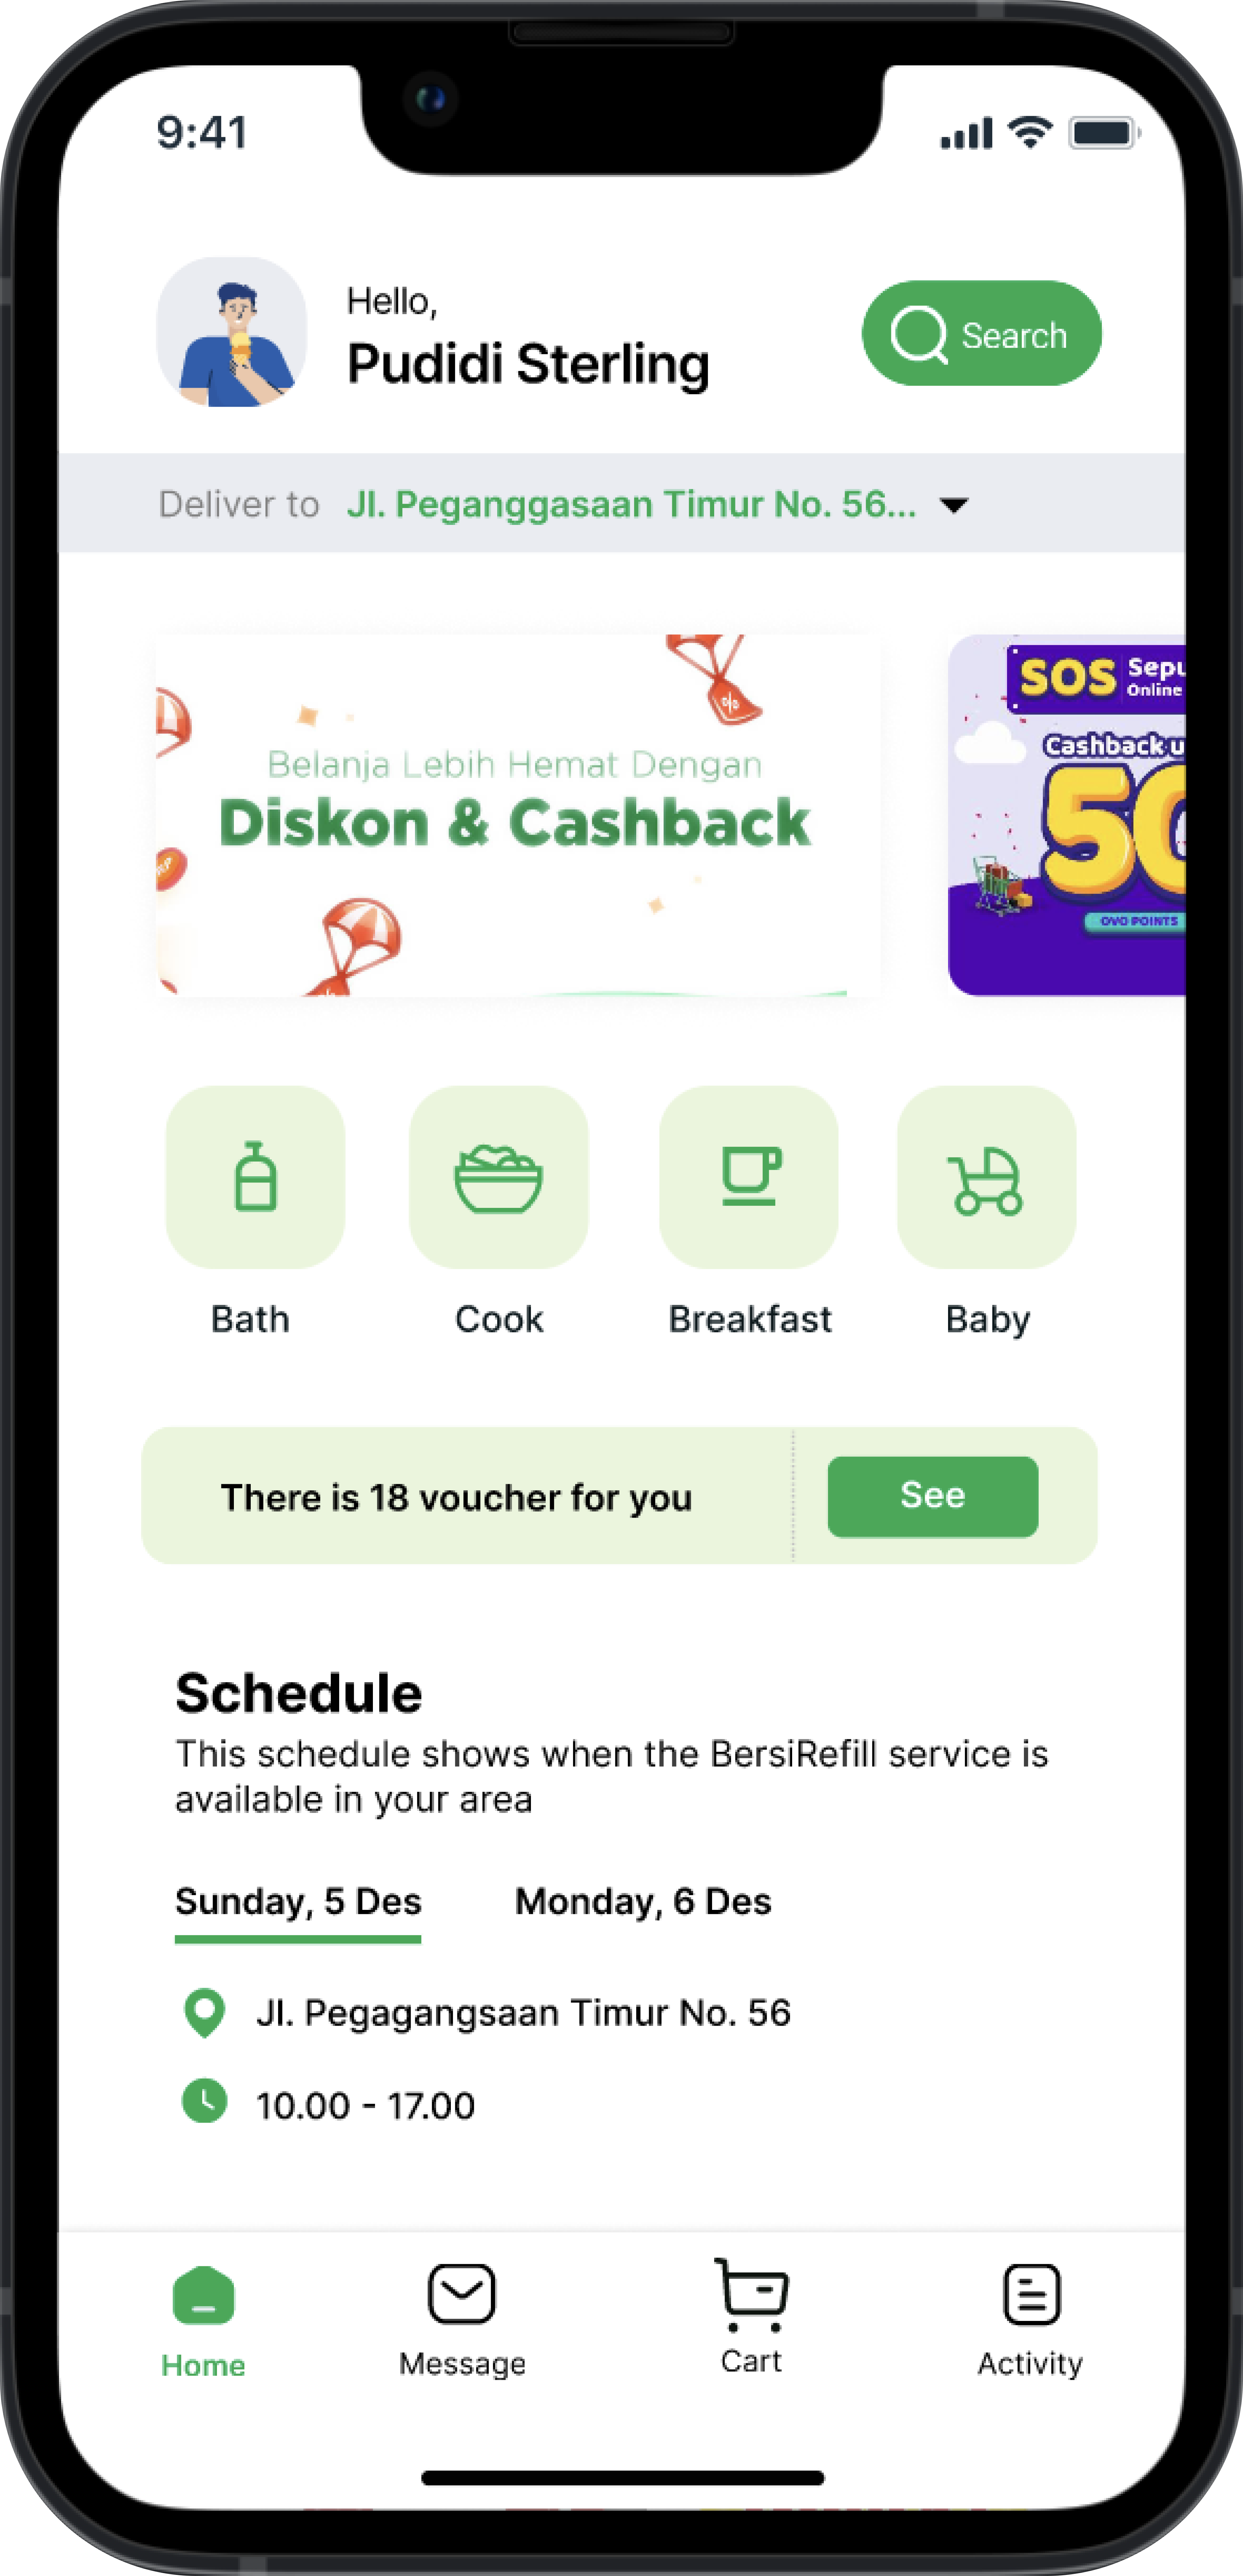 9:41
Hello,
Pudidi Sterling
Search
Deliver to Jl. Peganggasaan Timur No. 56...
%
Belanja Lebih Hemat Dengan
Diskon & Cashback
RP
SOS
Sepu
Online
Cashback u
50
OVO POINTS
Bath
Cook
Breakfast
Baby
There is 18 voucher for you
See
Schedule
This schedule shows when the BersiRefill service is
available in your area
Sunday, 5 Des
Monday, 6 Des
Jl. Pegagangsaan Timur No. 56
10.00 - 17.00
Home
Message
Cart
Activity